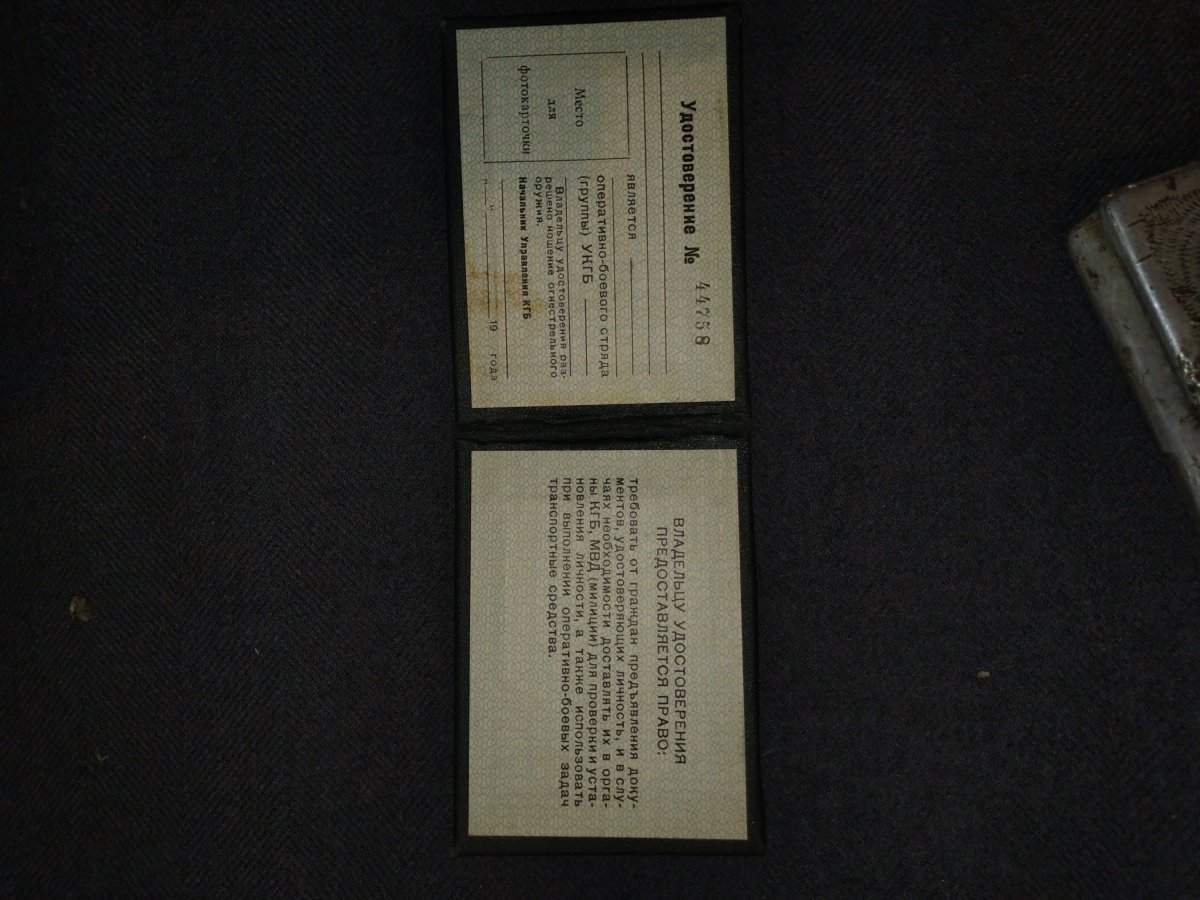 Удостоверение № 44758
является
оперативно-боевого отряда
(группы) УКГБ
Место
для
фотокарточки
Владельцу удостоверения раз-
решено ношение огнестрельного
оружия.
Начальник Управления КГБ
„ “ 19 года
ВЛАДЕЛЬЦУ УДОСТОВЕРЕНИЯ
ПРЕДОСТАВЛЯЕТСЯ ПРАВО:
требовать от граждан предъявления доку-
ментов, удостоверяющих личность, и в слу-
чаях необходимости доставлять их в орга-
ны КГБ, МВД (милиции) для проверки и уста-
новления личности, а также использовать
при выполнении оперативно-боевых задач
транспортные средства.